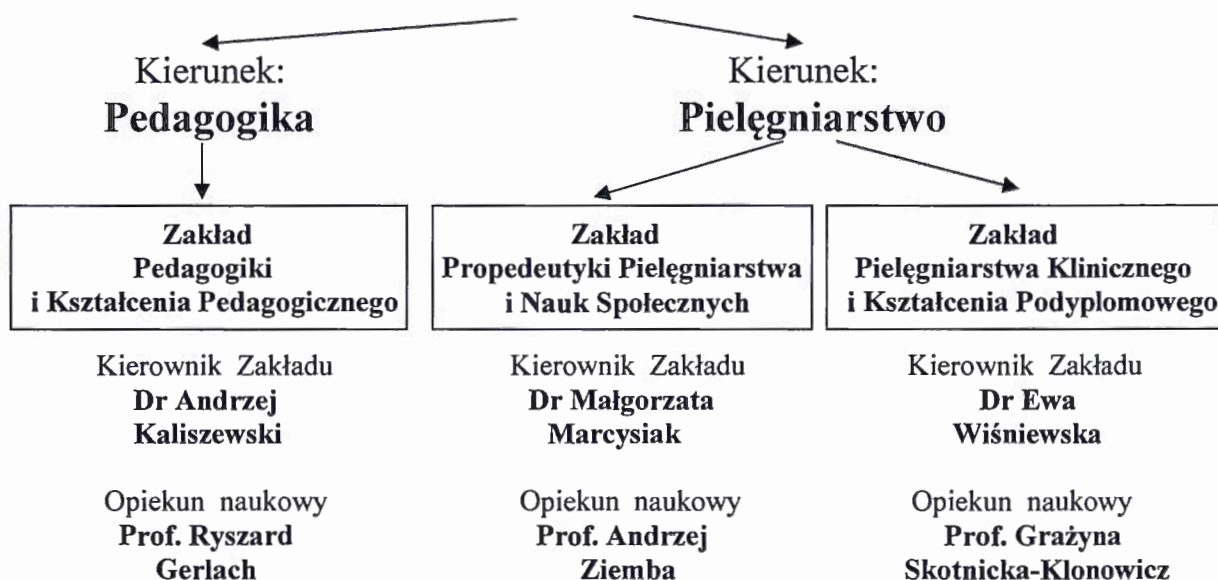 Kierunek:
Pedagogika
Kierunek:
Pielęgniarstwo
Zakład
Pedagogiki
i Kształcenia Pedagogicznego
Zakład
Propedeutyki Pielęgniarstwa
i Nauk Społecznych
Zakład
Pielęgniarstwa Klinicznego
i Kształcenia Podyplomowego
Kierownik Zakładu
Dr Andrzej
Kaliszewski
Kierownik Zakładu
Dr Małgorzata
Marcysiak
Kierownik Zakładu
Dr Ewa
Wiśniewska
Opiekun naukowy
Prof. Ryszard
Gerlach
Opiekun naukowy
Prof. Andrzej
Ziemba
Opiekun naukowy
Prof. Grażyna
Skotnicka-Klonowicz